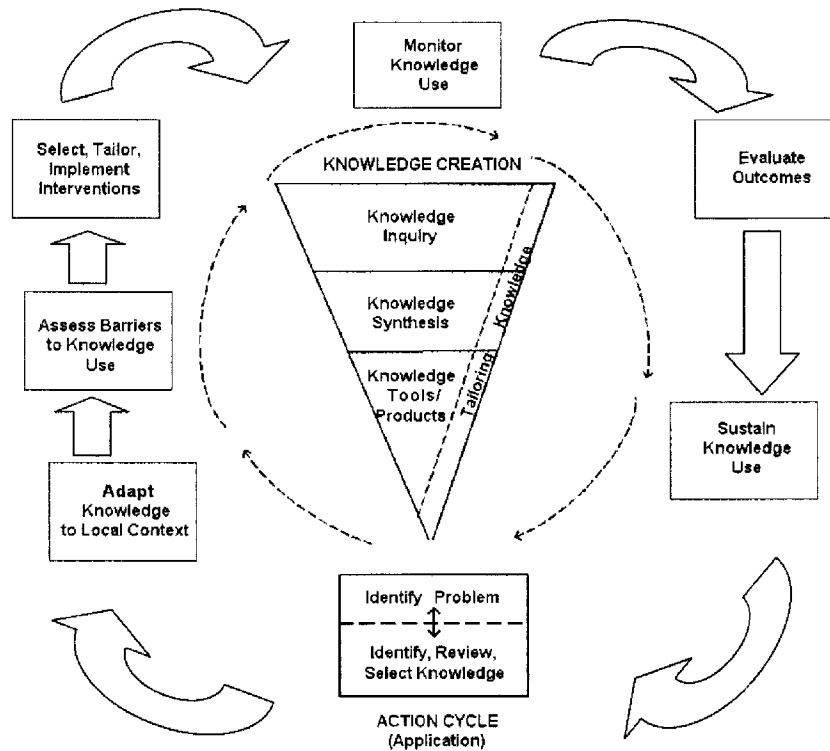 Monitor
Knowledge
Use
Select, Tailor,
Implement
Interventions
Evaluate
Outcomes
KNOWLEDGE CREATION
Knowledge
Inquiry
Knowledge
Synthesis
Knowledge
Tools/
Products
Tailoring Knowledge
Assess Barriers
to Knowledge
Use
Sustain
Knowledge
Use
Adapt
Knowledge
to Local Context
Identify Problem
Identify, Review,
Select Knowledge
ACTION CYCLE
(Application)